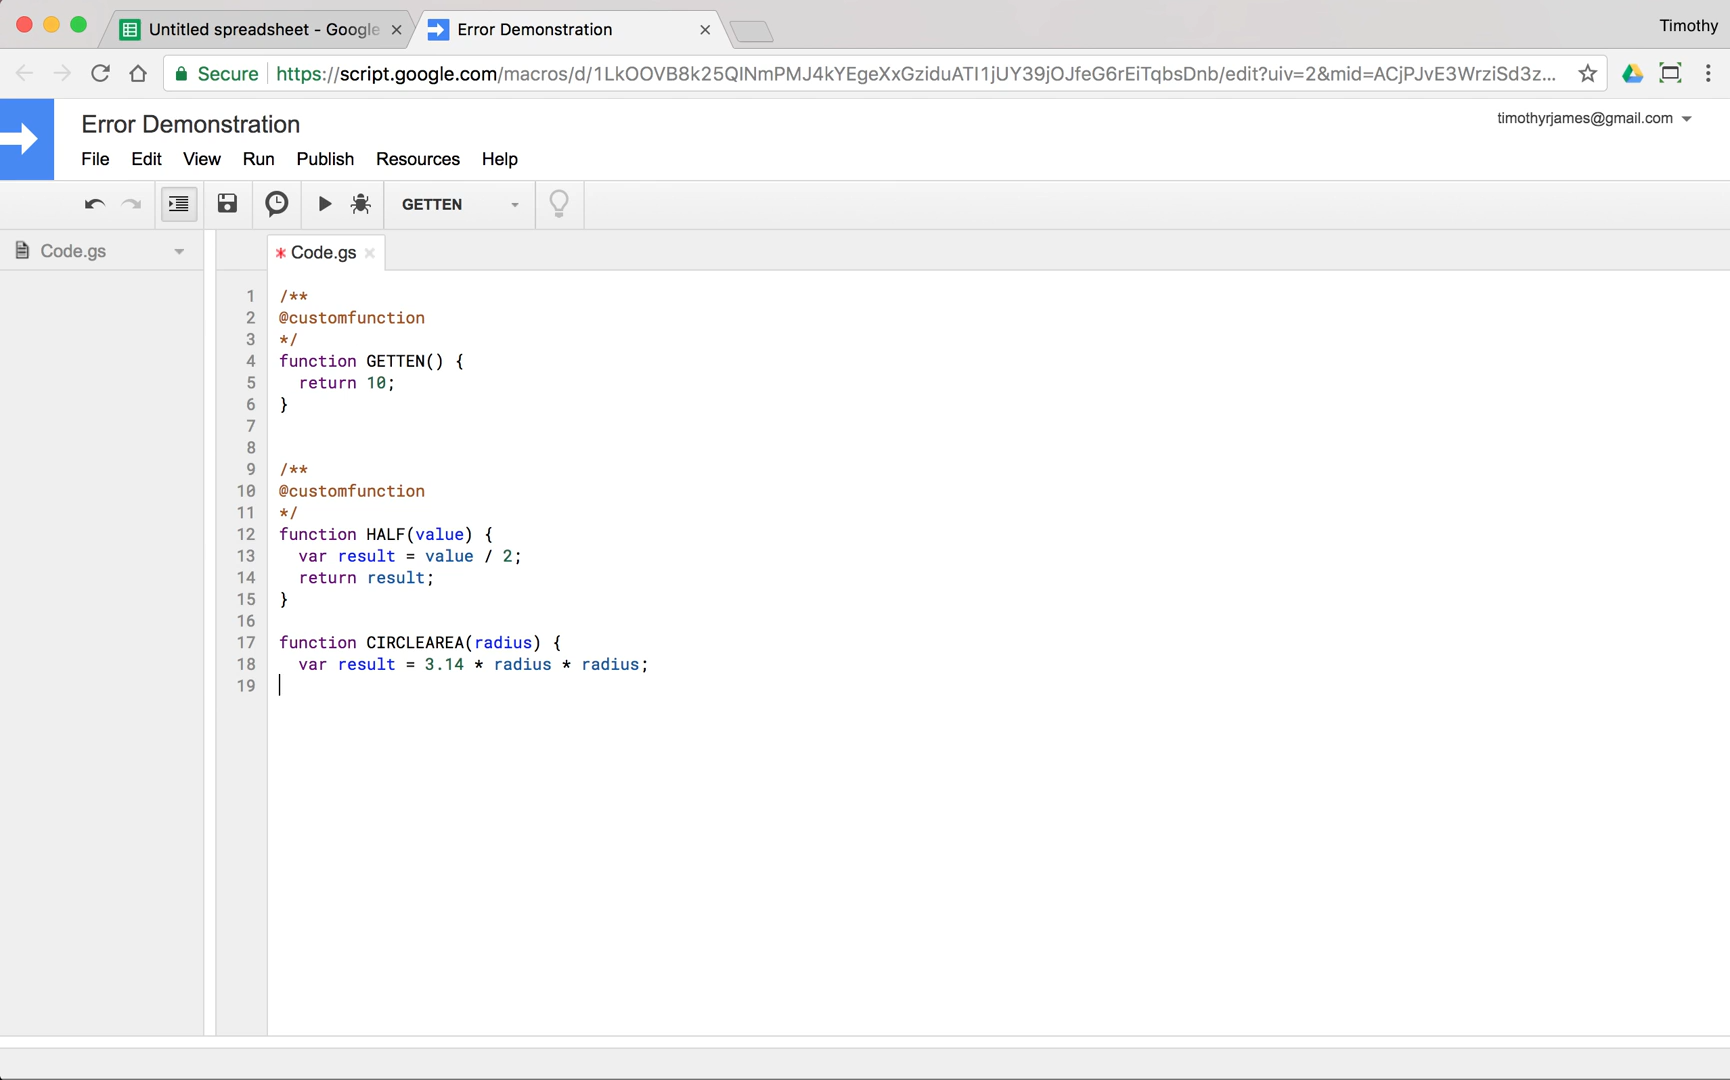 Untitled spreadsheet - Google
Error Demonstration
Timothy
Secure
https://script.google.com/macros/d/1LkOOVB8k25QINmPMJ4kYEgeXxGziduATI1jUY39jOJfeG6rEiTqbsDnb/edit?uiv=2&mid=ACjPJvE3WrziSd3z...
Error Demonstration
timothyrjames@gmail.com
File Edit View Run Publish Resources Help
GETTEN
Code.gs
* Code.gs
1 /**
2 @customfunction
3 */
4 function GETTEN() {
5 return 10;
6 }
7
8
9 /**
10 @customfunction
11 */
12 function HALF(value) {
13 var result = value / 2;
14 return result;
15 }
16
17 function CIRCLEAREA(radius) {
18 var result = 3.14 * radius * radius;
19